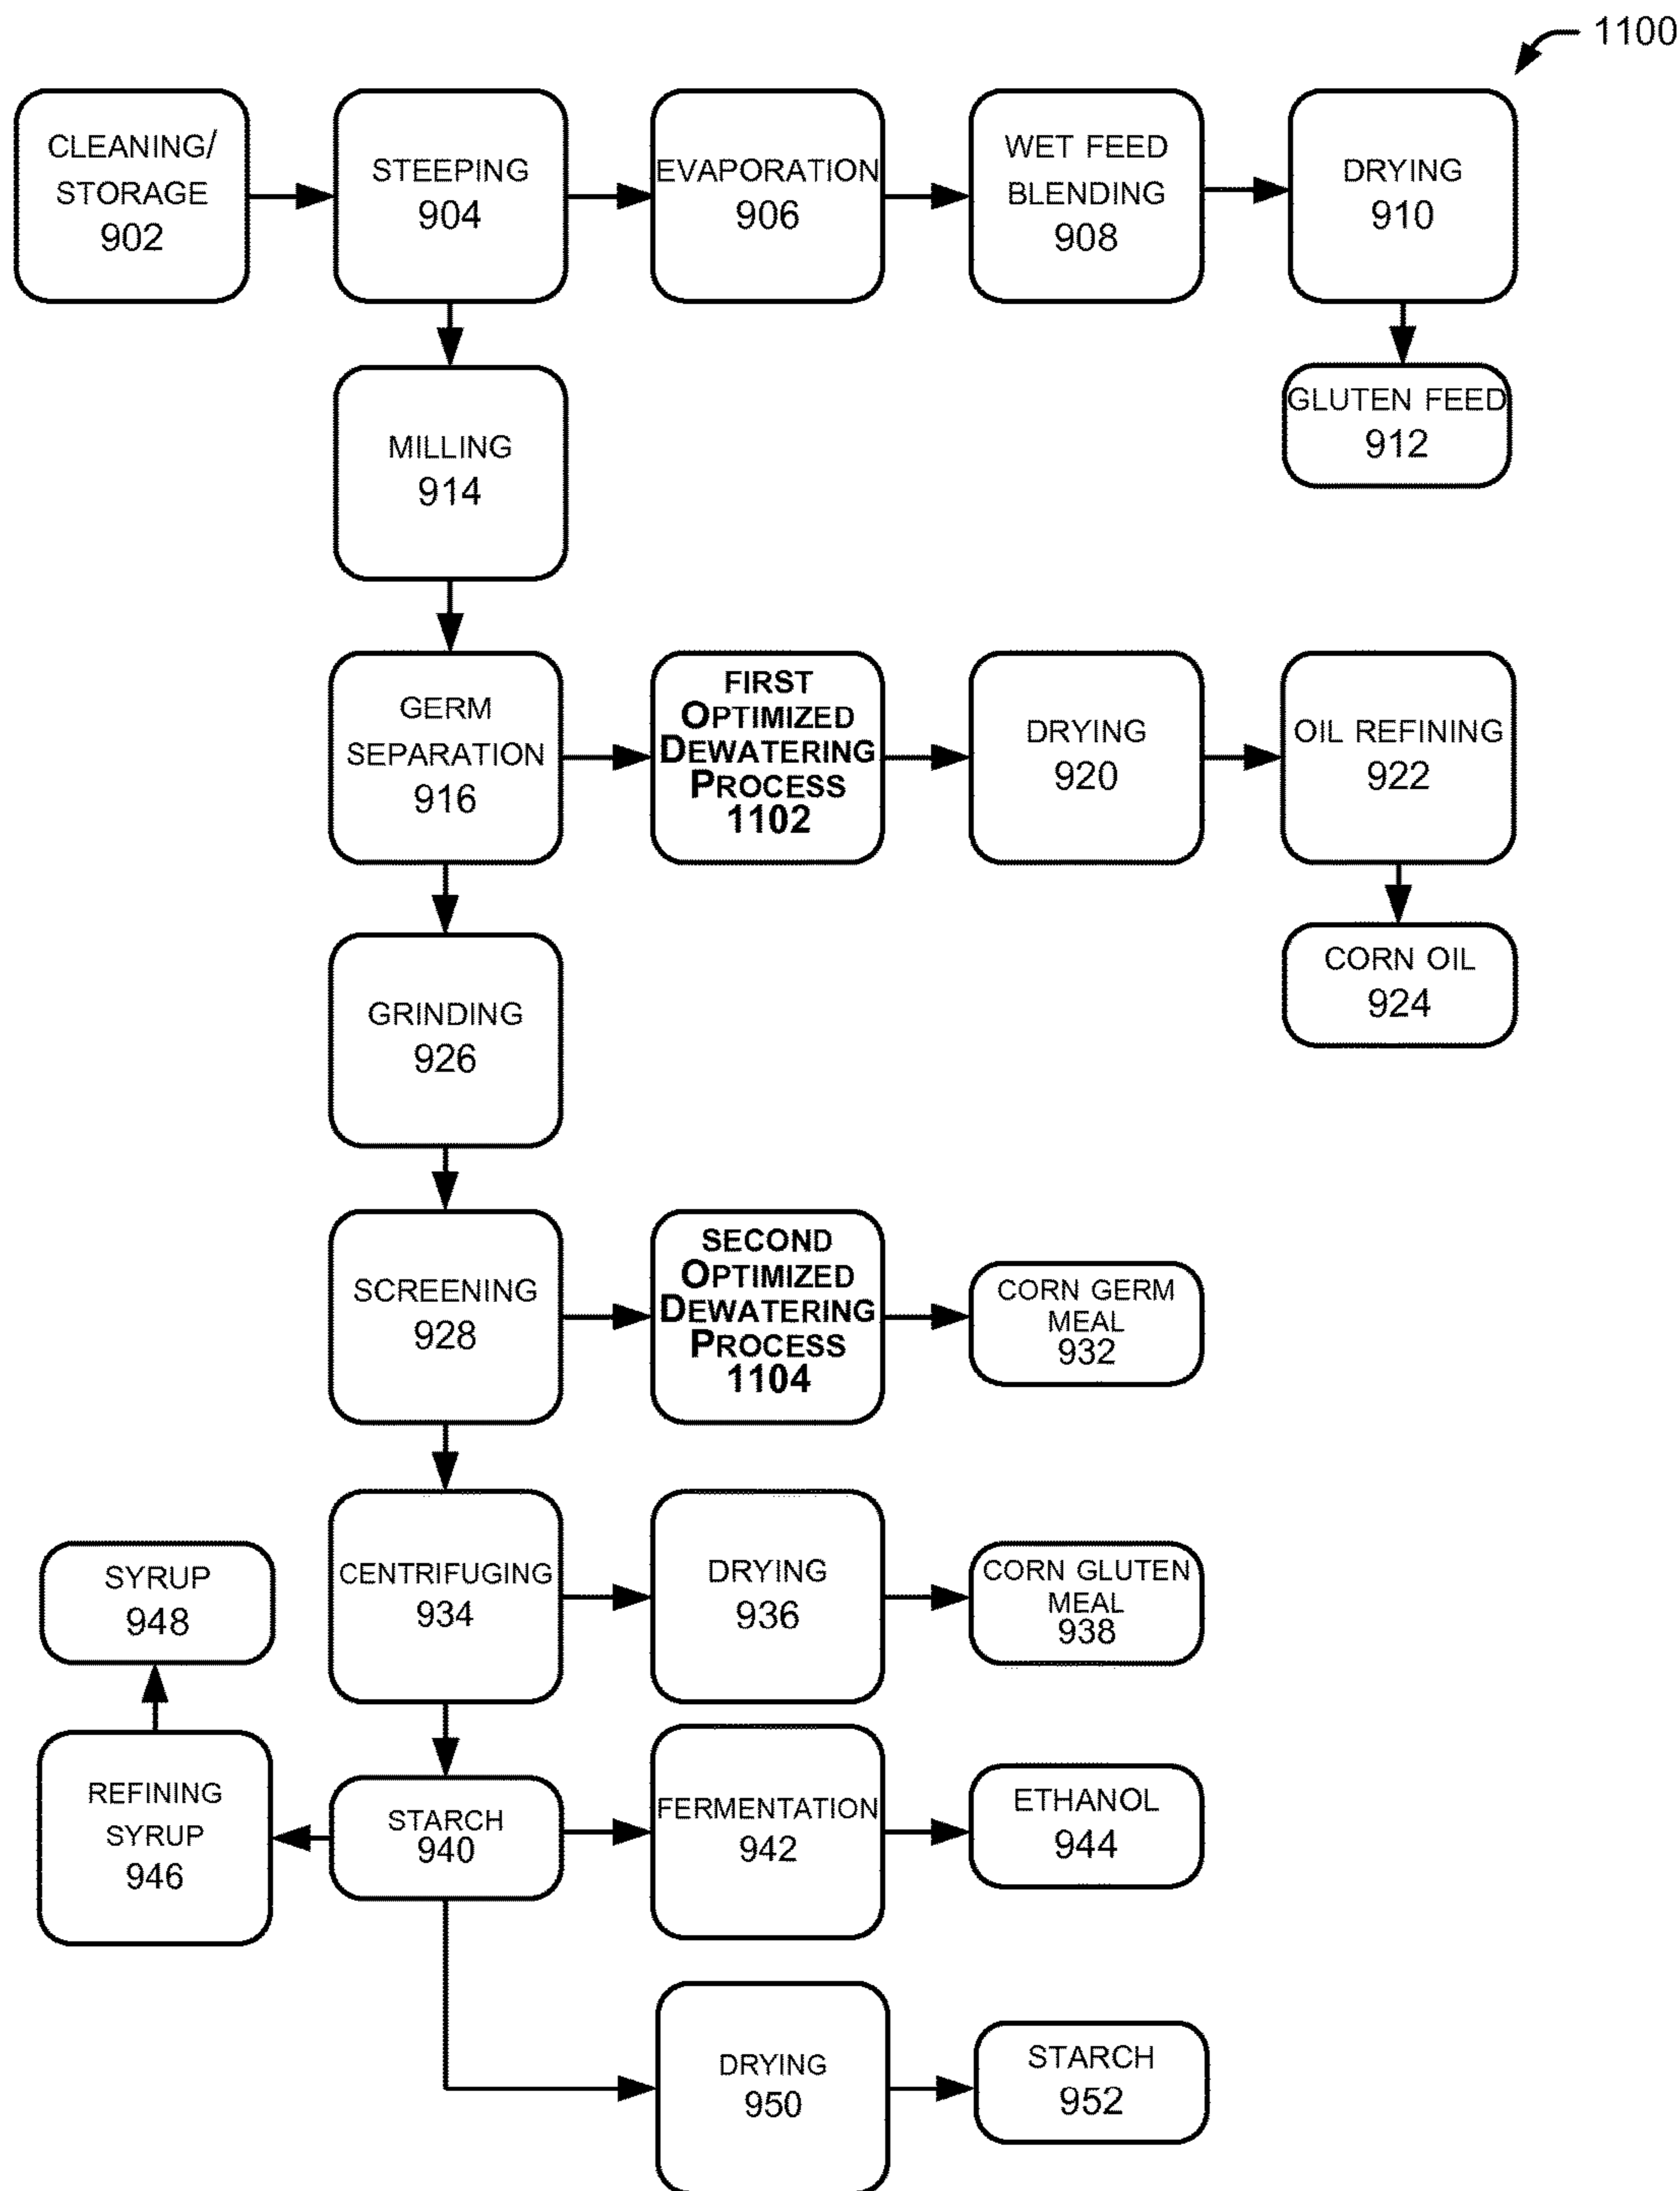 1100
CLEANING/
STORAGE
902
STEEPING
904
EVAPORATION
906
WET FEED
BLENDING
908
DRYING
910
GLUTEN FEED
912
MILLING
914
GERM
SEPARATION
916
FIRST
OPTIMIZED
DEWATERING
PROCESS
1102
DRYING
920
OIL REFINING
922
CORN OIL
924
GRINDING
926
SCREENING
928
SECOND
OPTIMIZED
DEWATERING
PROCESS
1104
CORN GERM
MEAL
932
CENTRIFUGING
934
DRYING
936
CORN GLUTEN
MEAL
938
SYRUP
948
REFINING
SYRUP
946
STARCH
940
FERMENTATION
942
ETHANOL
944
DRYING
950
STARCH
952